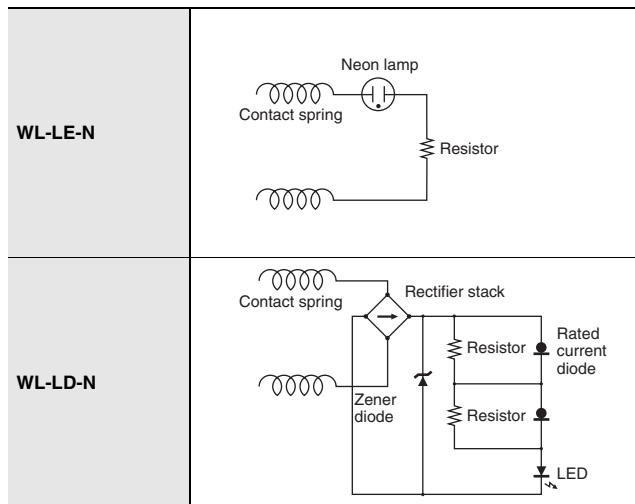 WL-LE-N
Neon lamp
Contact spring
Resistor
WL-LD-N
Contact spring
Rectifier stack
Resistor
Rated
current
diode
Zener
diode
Resistor
LED